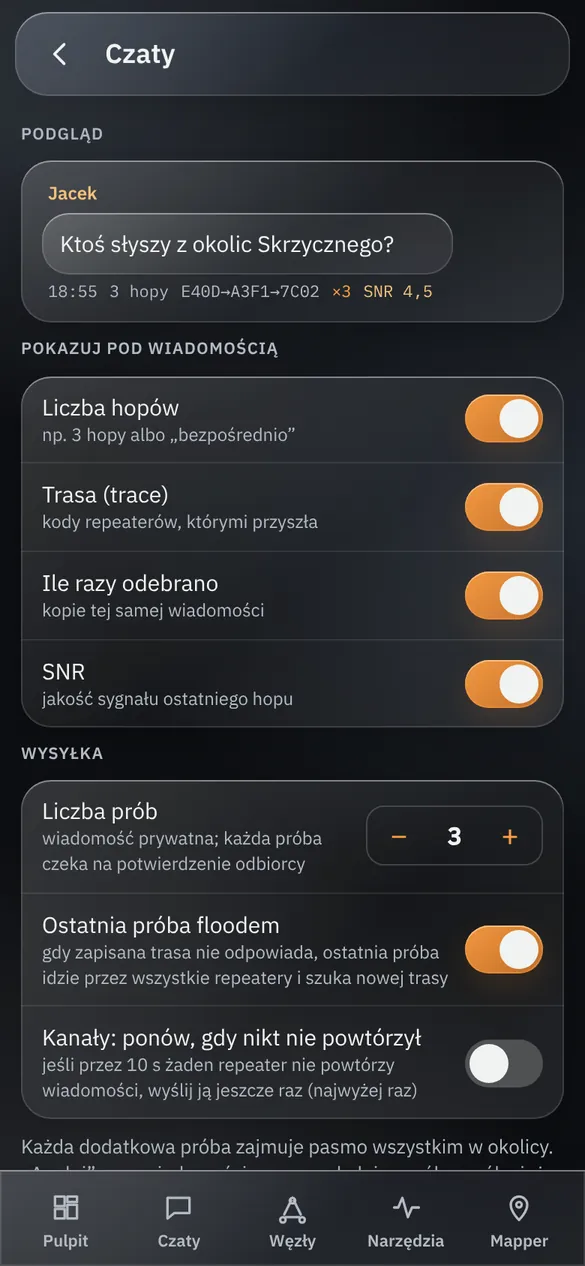 Czaty
PODGLĄD
Jacek
Ktoś słyszy z okolic Skrzycznego?
18:55 3 hopy E40D→A3F1→7C02 ×3 SNR 4,5
POKAZUJ POD WIADOMOŚCIĄ
Liczba hopów
np. 3 hopy albo „bezpośrednio”
Trasa (trace)
kody repeaterów, którymi przyszła
Ile razy odebrano
kopie tej samej wiadomości
SNR
jakość sygnału ostatniego hopu
WYSYŁKA
Liczba prób
wiadomość prywatna; każda próba
czeka na potwierdzenie odbiorcy
− 3 +
Ostatnia próba floodem
gdy zapisana trasa nie odpowiada, ostatnia próba
idzie przez wszystkie repeatery i szuka nowej trasy
Kanały: ponów, gdy nikt nie powtórzył
jeśli przez 10 s żaden repeater nie powtórzy
wiadomości, wyślij ją jeszcze raz (najwyżej raz)
Każda dodatkowa próba zajmuje pasmo wszystkim w okolicy.
Pulpit
Czaty
Węzły
Narzędzia
Mapper